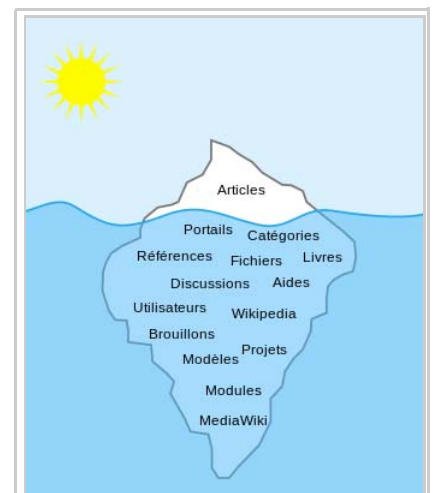 Articles
Portails
Catégories
Références
Fichiers
Livres
Discussions
Aides
Utilisateurs
Wikipedia
Brouillons
Modèles
Projets
Modules
MediaWiki